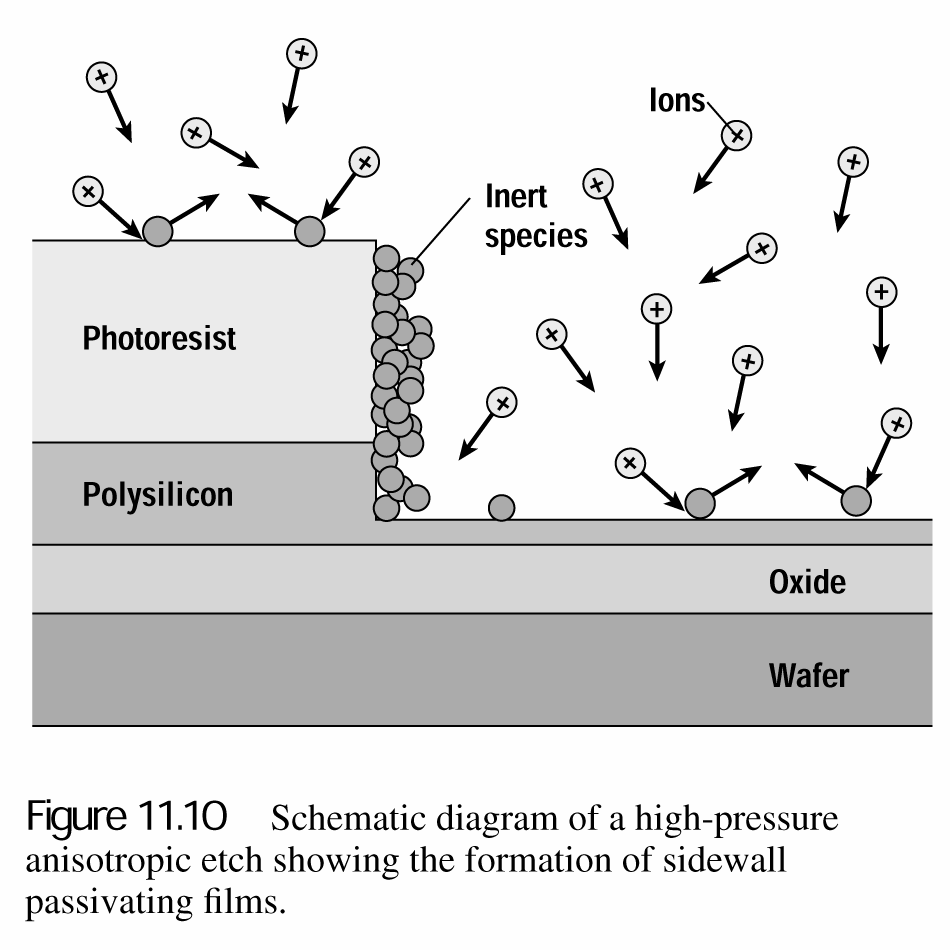 Ions
Inert
species
Photoresist
Polysilicon
Oxide
Wafer
Figure 11.10 Schematic diagram of a high-pressure
anisotropic etch showing the formation of sidewall
passivating films.